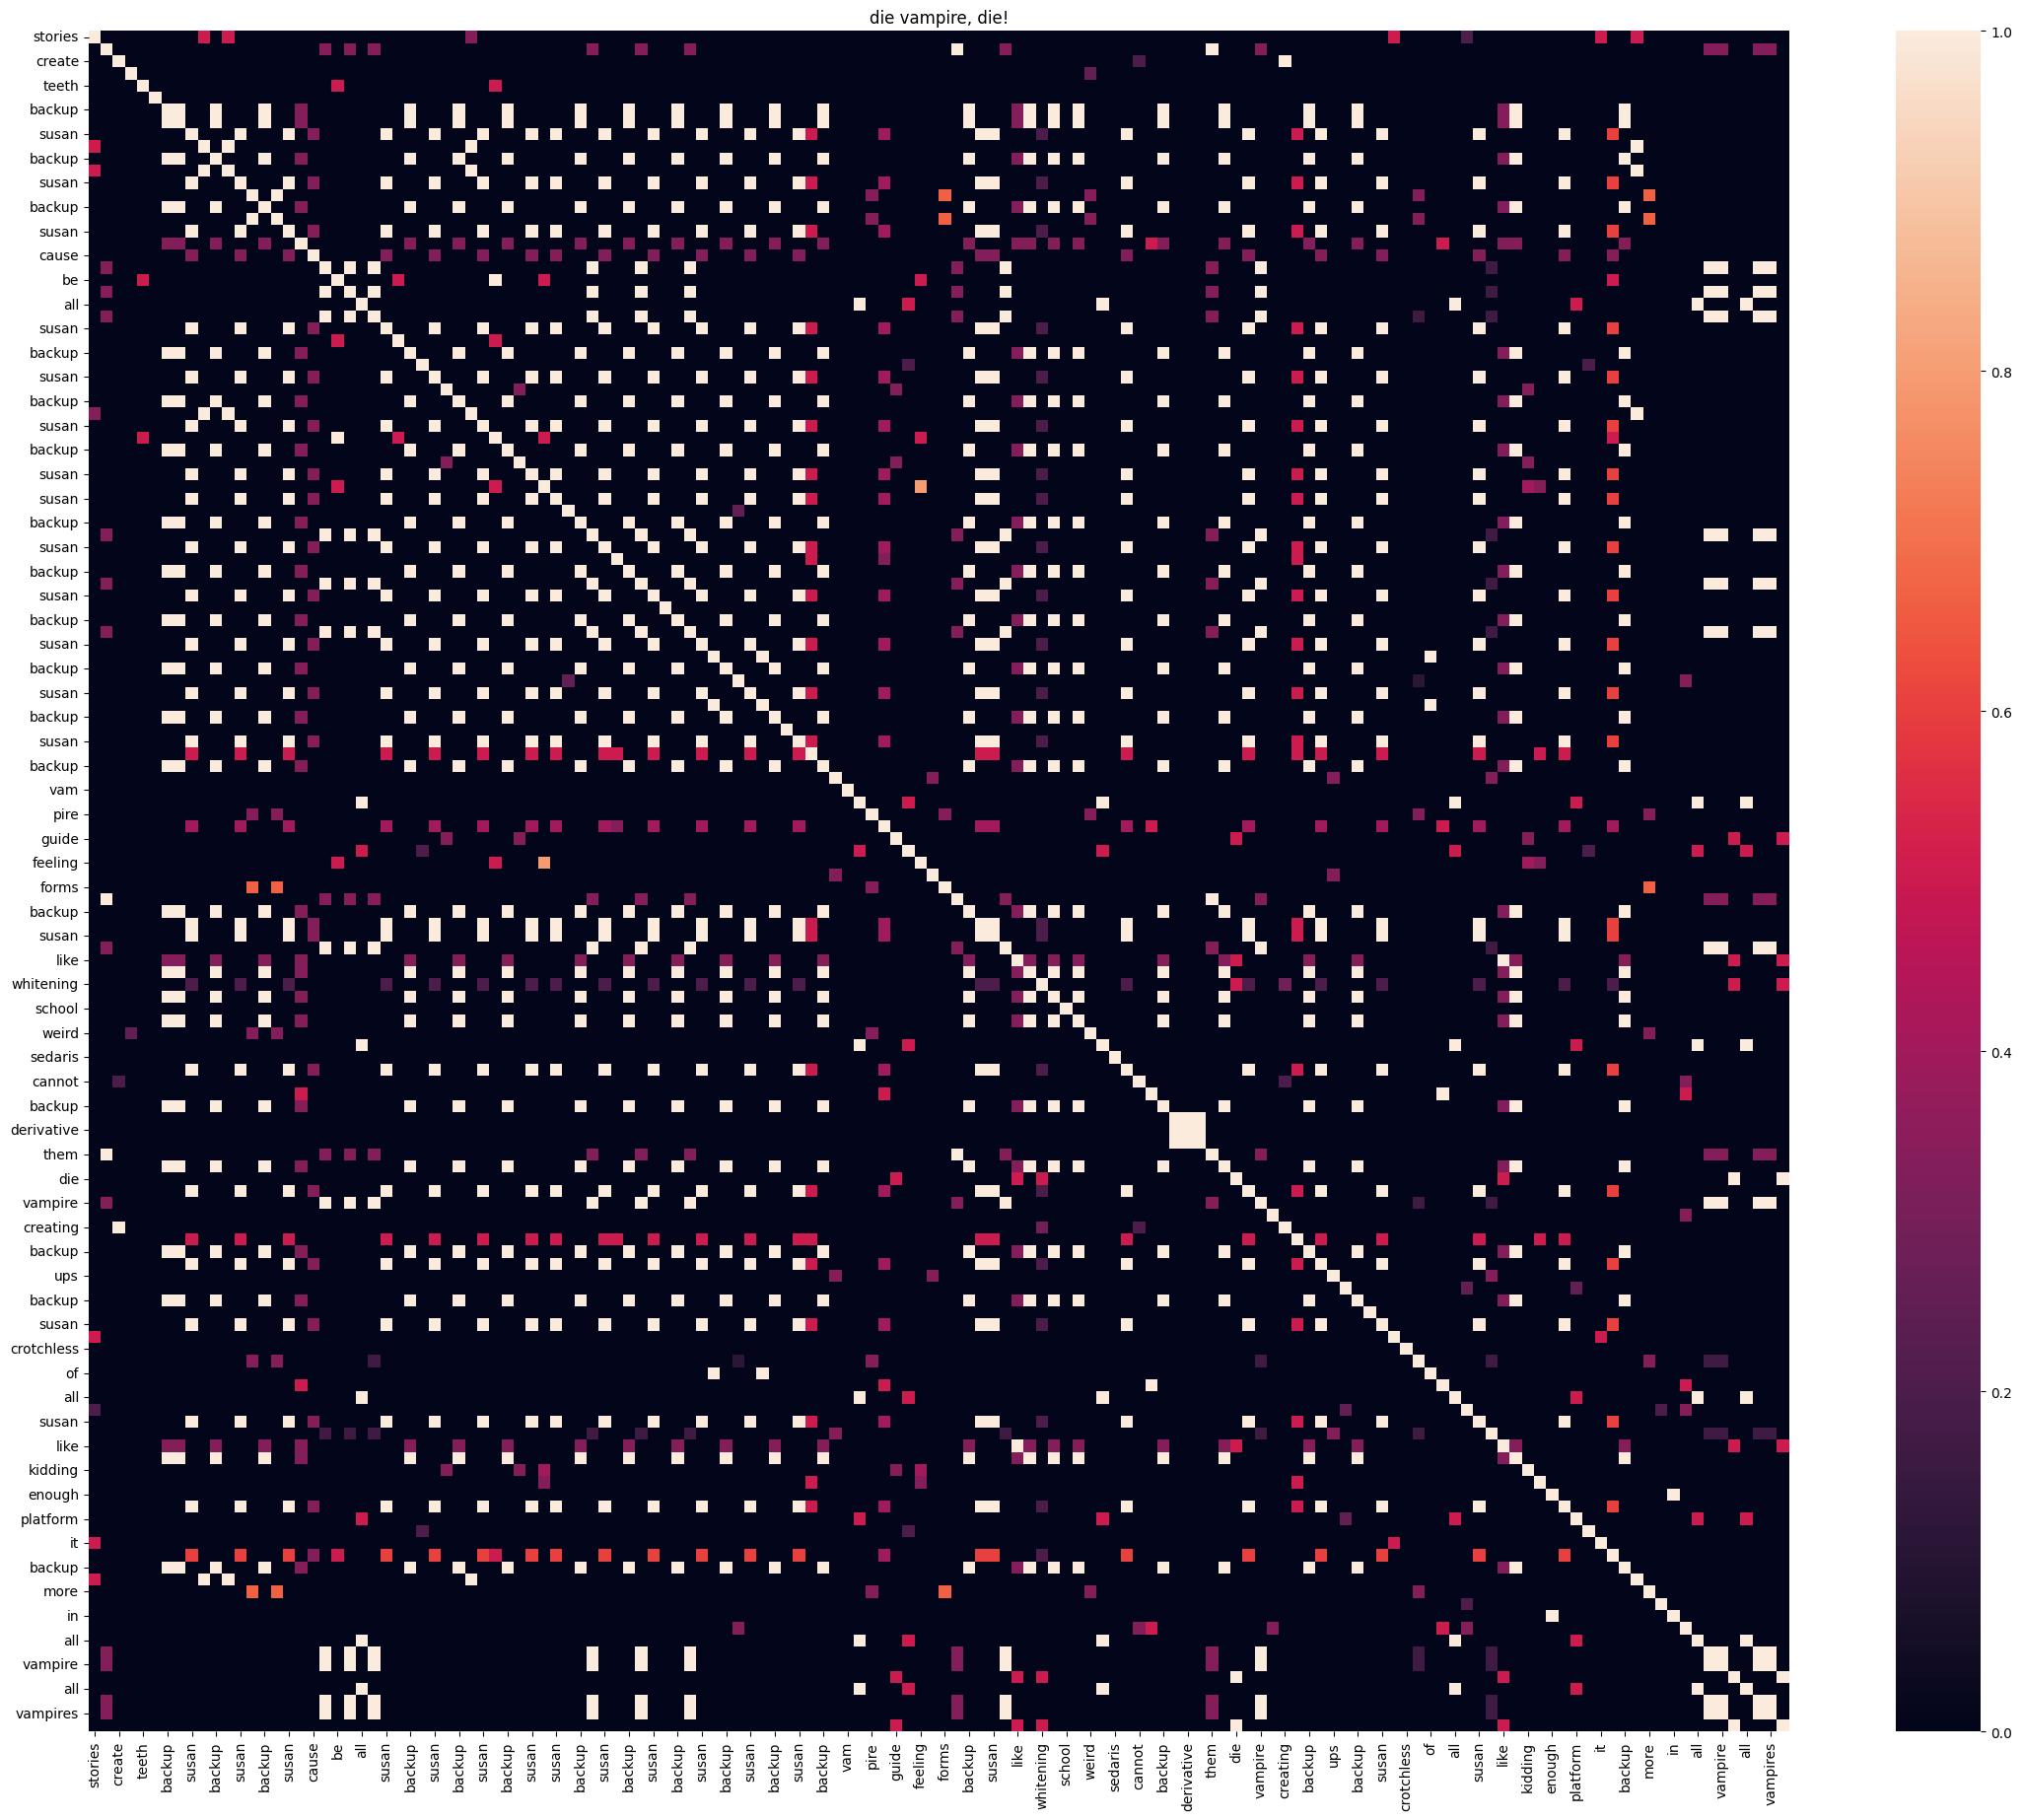 die vampire, die!
stories
create
teeth
backup
susan
backup
susan
backup
susan
cause
be
all
susan
backup
susan
backup
susan
backup
susan
susan
backup
susan
backup
susan
backup
susan
backup
susan
backup
susan
backup
vam
pire
guide
feeling
forms
backup
susan
like
whitening
school
weird
sedaris
cannot
backup
derivative
them
die
vampire
creating
backup
ups
backup
susan
crotchless
of
all
susan
like
kidding
enough
platform
it
backup
more
in
all
vampire
all
vampires
stories
create
teeth
backup
susan
backup
susan
backup
susan
cause
be
all
susan
backup
susan
backup
susan
backup
susan
susan
backup
susan
backup
susan
backup
susan
backup
susan
backup
susan
backup
vam
pire
guide
feeling
forms
backup
susan
like
whitening
school
weird
sedaris
cannot
backup
derivative
them
die
vampire
creating
backup
ups
backup
susan
crotchless
of
all
susan
like
kidding
enough
platform
it
backup
more
in
all
vampire
all
vampires
1.0
0.8
0.6
0.4
0.2
0.0